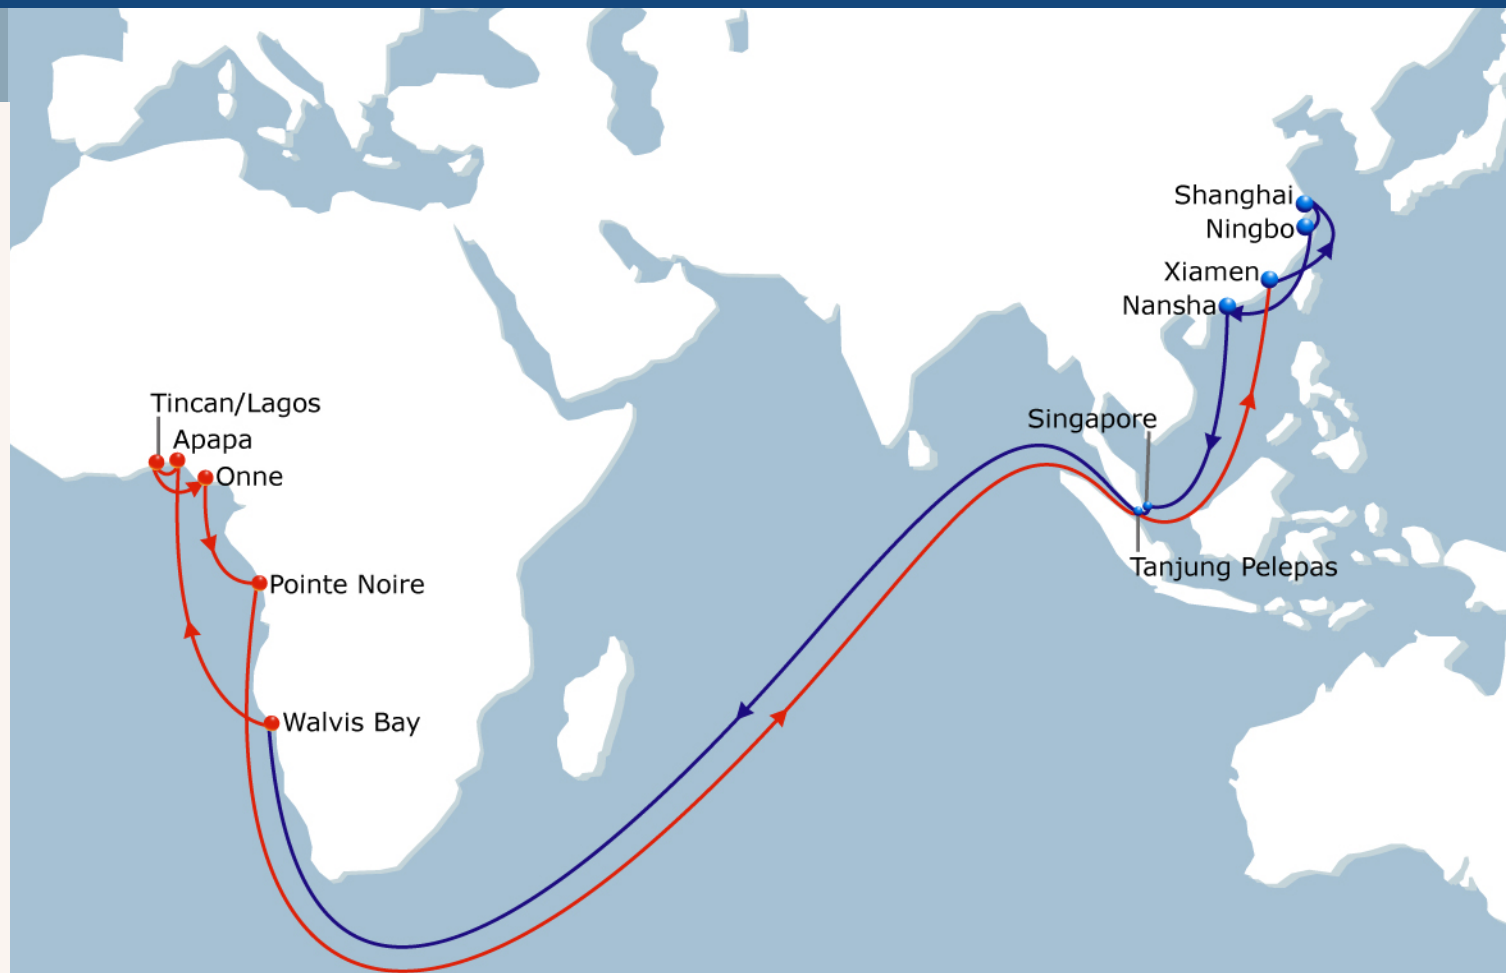 Shanghai
Ningbo
Xiamen
Nansha
Tincan/Lagos
Apapa
Singapore
Onne
Tanjung Pelepas
Pointe Noire
Walvis Bay